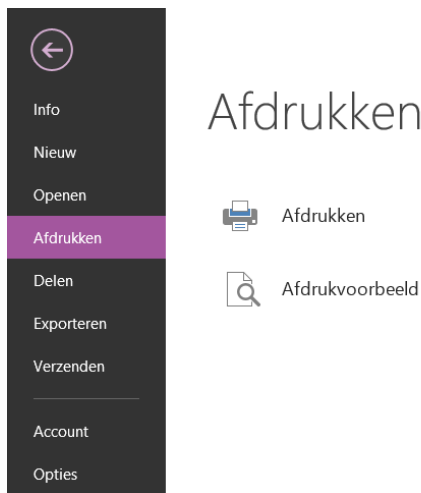 Info
Nieuw
Openen
Afdrukken
Delen
Exporteren
Verzenden
Account
Opties
Afdrukken
Afdrukken
Afdrukvoorbeeld